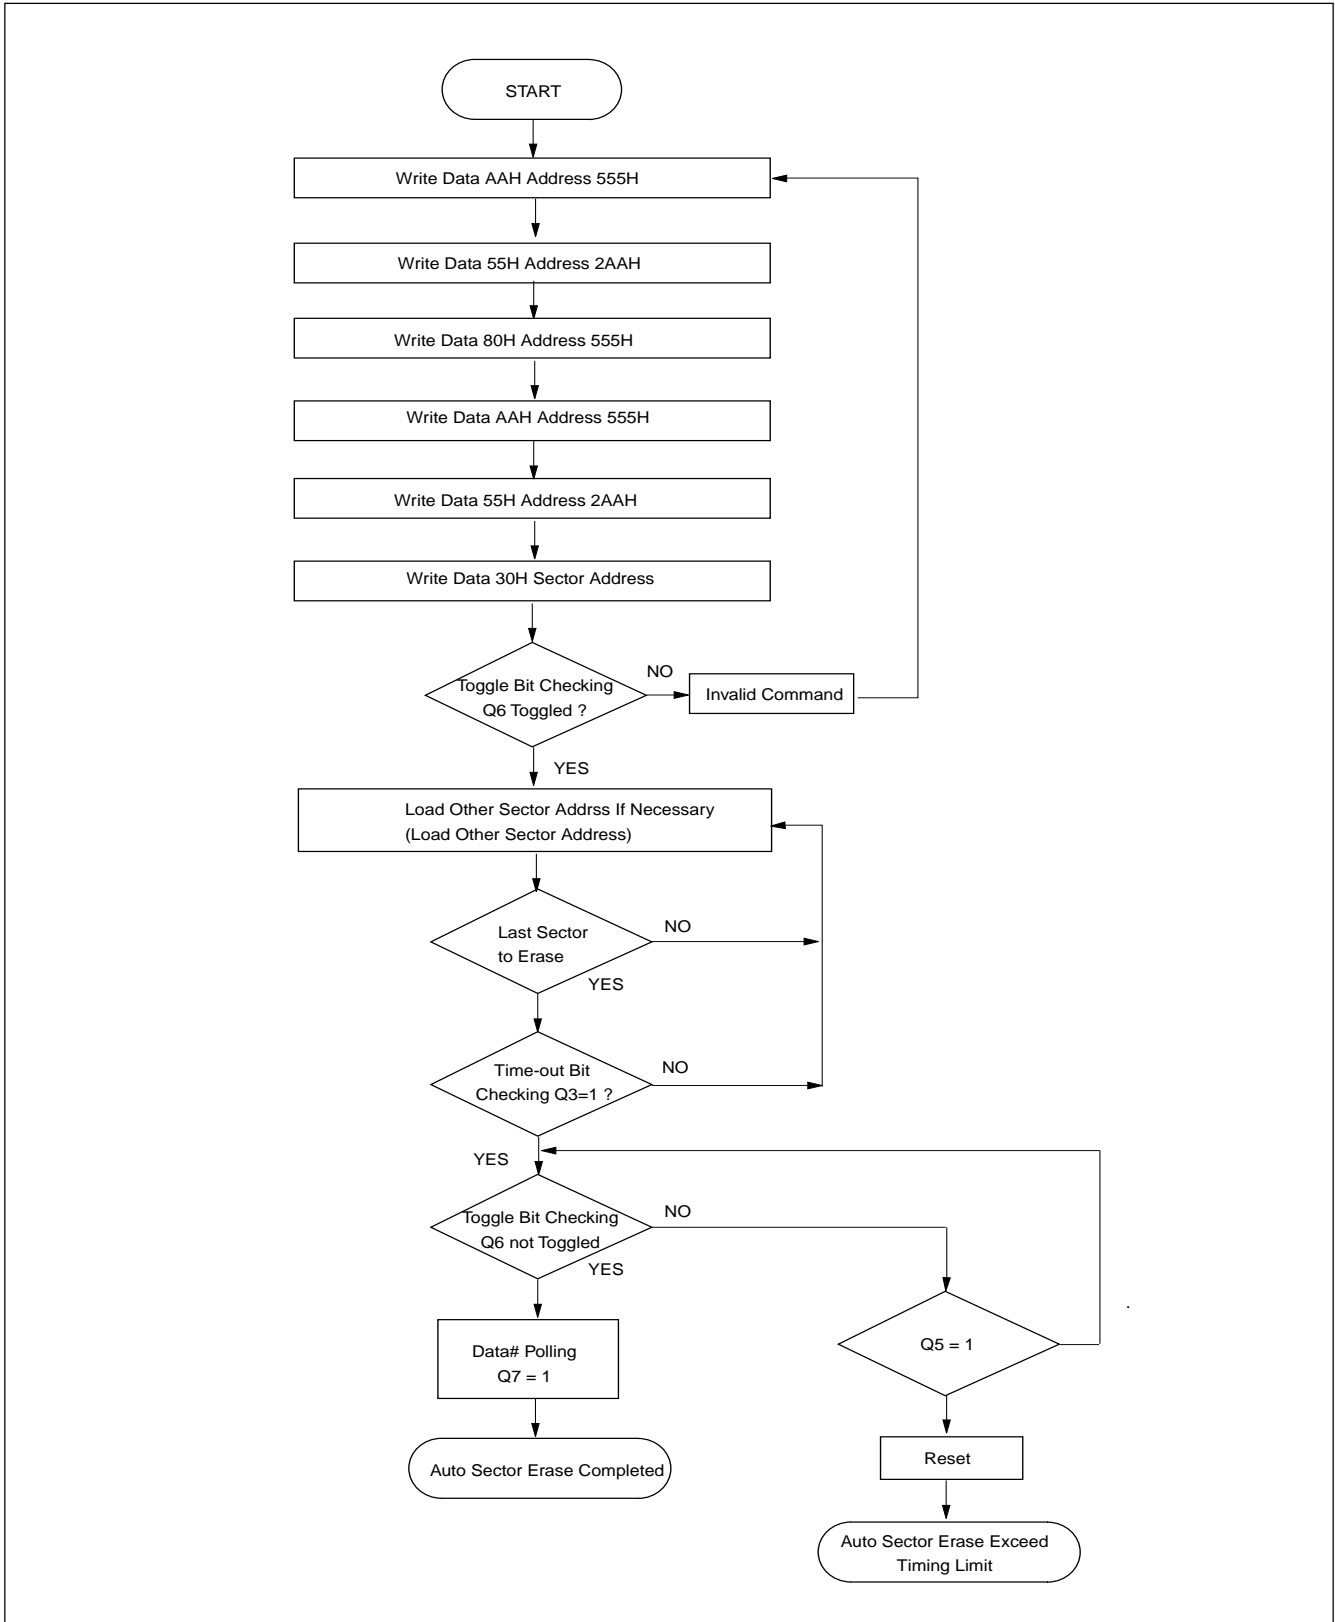 START
Write Data AAH Address 555H
Write Data 55H Address 2AAH
Write Data 80H Address 555H
Write Data AAH Address 555H
Write Data 55H Address 2AAH
Write Data 30H Sector Address
Toggle Bit Checking
Q6 Toggled ?
NO
Invalid Command
YES
Load Other Sector Addrss If Necessary
(Load Other Sector Address)
Last Sector
to Erase
NO
YES
Time-out Bit
Checking Q3=1 ?
NO
YES
Toggle Bit Checking
Q6 not Toggled
NO
YES
Q5 = 1
Data# Polling
Q7 = 1
Reset
Auto Sector Erase Completed
Auto Sector Erase Exceed
Timing Limit